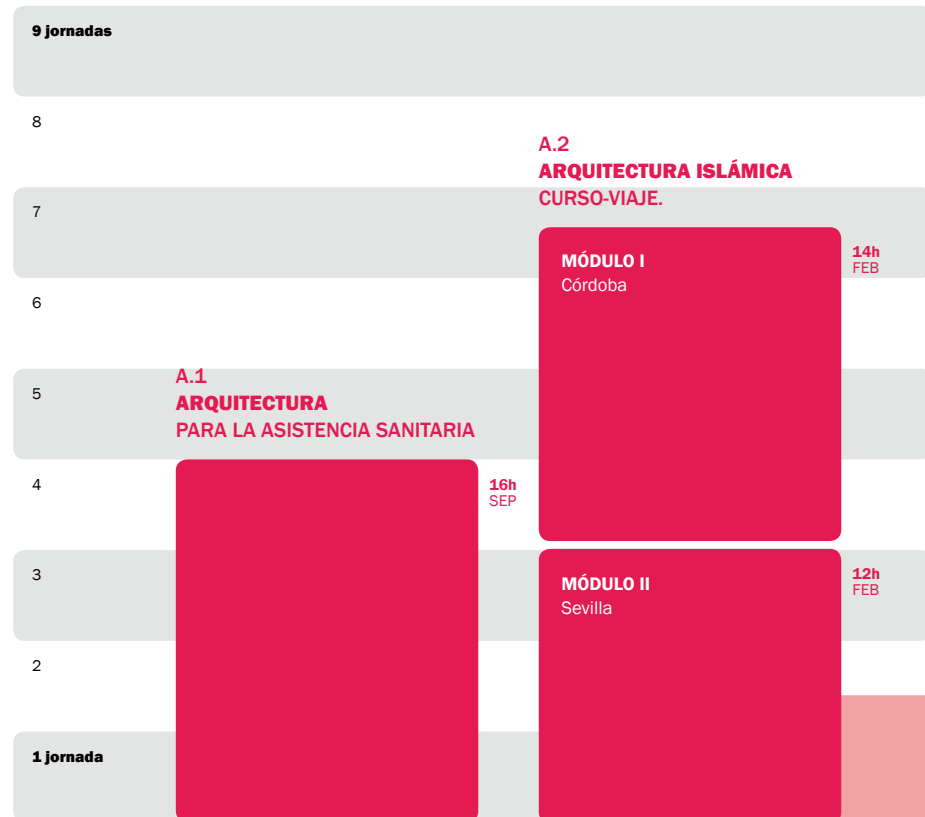 9 jornadas
8
A.2
ARQUITECTURA ISLÁMICA
CURSO-VIAJE.
7
MÓDULO I
Córdoba
14h
FEB
6
A.1
ARQUITECTURA
PARA LA ASISTENCIA SANITARIA
5
4
16h
SEP
3
MÓDULO II
Sevilla
12h
FEB
2
1 jornada